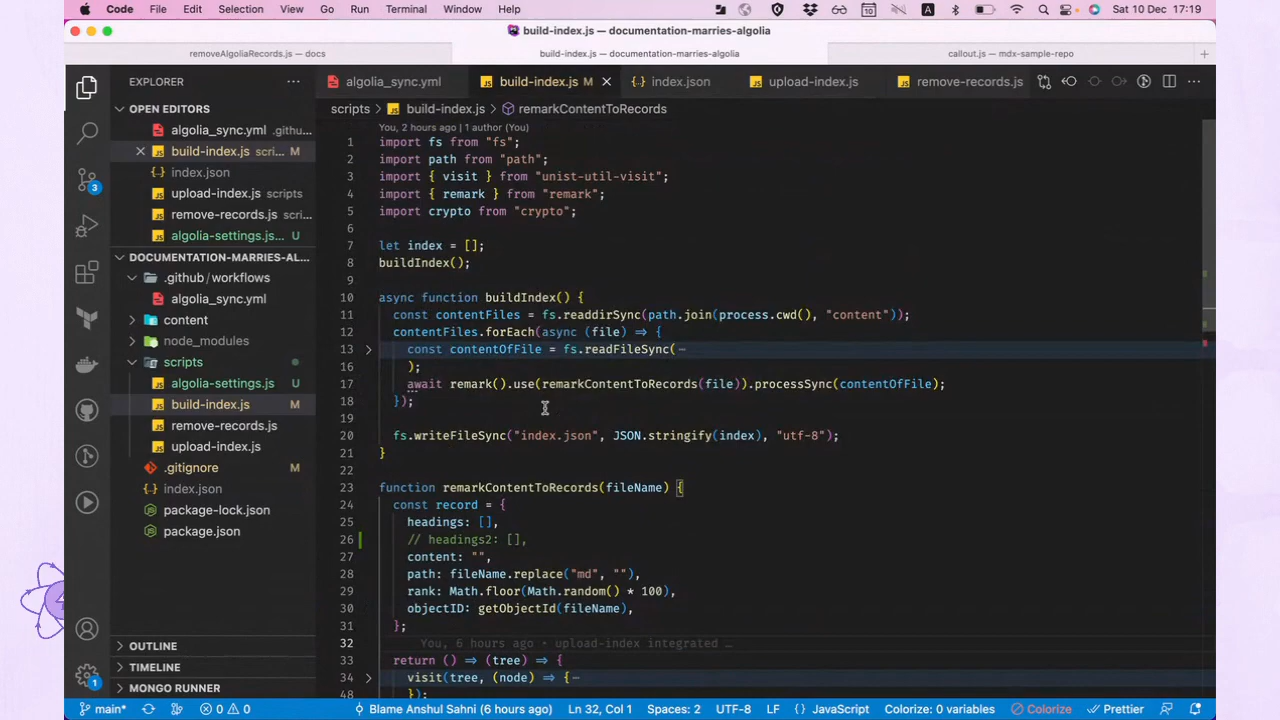 Code File Edit Selection View Go Run Terminal Window Help Sat 10 Dec 17:19
build-index.js — documentation-marries-algolia
removeAlgoliaRecords.js — docs build-index.js — documentation-marries-algolia callout.js — mdx-sample-repo
EXPLORER algolia_sync.yml build-index.js M index.json upload-index.js remove-records.js
OPEN EDITORS scripts > build-index.js > remarkContentToRecords
algolia_sync.yml .githu...
build-index.js scri... M
index.json
upload-index.js scripts
remove-records.js scri...
algolia-settings.js... U
DOCUMENTATION-MARRIES-AL...
.github/workflows
algolia_sync.yml
content
node_modules
scripts
algolia-settings.js U
build-index.js M
remove-records.js
upload-index.js
.gitignore M
index.json
package-lock.json
package.json
OUTLINE
TIMELINE
MONGO RUNNER
3
1
You, 2 hours ago | 1 author (You)
1 import fs from "fs";
2 import path from "path";
3 import { visit } from "unist-util-visit";
4 import { remark } from "remark";
5 import crypto from "crypto";
6
7 let index = [];
8 buildIndex();
9
10 async function buildIndex() {
11 const contentFiles = fs.readdirSync(path.join(process.cwd(), "content"));
12 contentFiles.forEach(async (file) => {
13 const contentOfFile = fs.readFileSync(⋯
16 );
17 await remark().use(remarkContentToRecords(file)).processSync(contentOfFile);
18 });
19
20 fs.writeFileSync("index.json", JSON.stringify(index), "utf-8");
21 }
22
23 function remarkContentToRecords(fileName) {
24 const record = {
25 headings: [],
26 // headings2: [],
27 content: "",
28 path: fileName.replace("md", ""),
29 rank: Math.floor(Math.random() * 100),
30 objectID: getObjectId(fileName),
31 };
32 You, 6 hours ago • upload-index integrated …
33 return () => (tree) => {
34 visit(tree, (node) => {⋯
48 });
main* 0 0 Blame Anshul Sahni (6 hours ago) Ln 32, Col 1 Spaces: 2 UTF-8 LF JavaScript Colorize: 0 variables Colorize Prettier